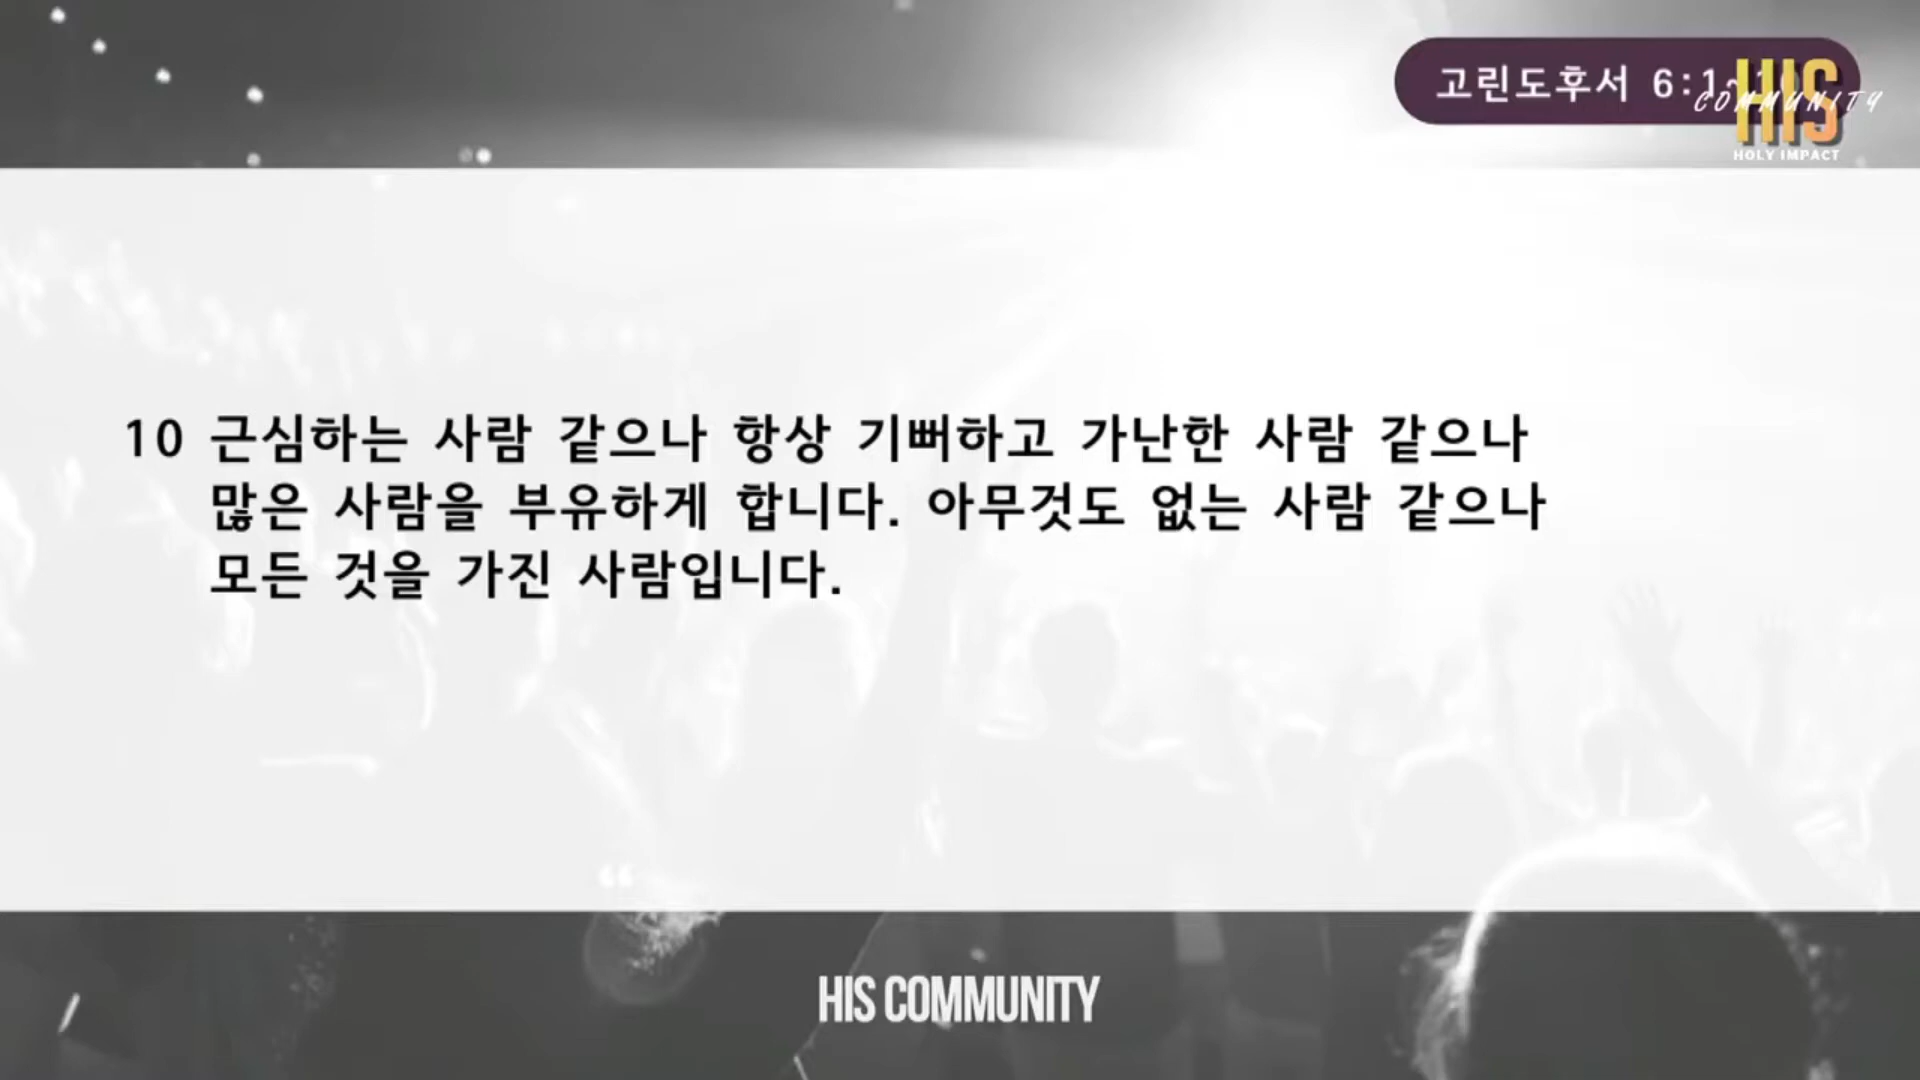 고린도후서 6:1~10
COMMUNITY
HIS
HOLY IMPACT
10 근심하는 사람 같으나 항상 기뻐하고 가난한 사람 같으나
많은 사람을 부유하게 합니다. 아무것도 없는 사람 같으나
모든 것을 가진 사람입니다.
HIS COMMUNITY